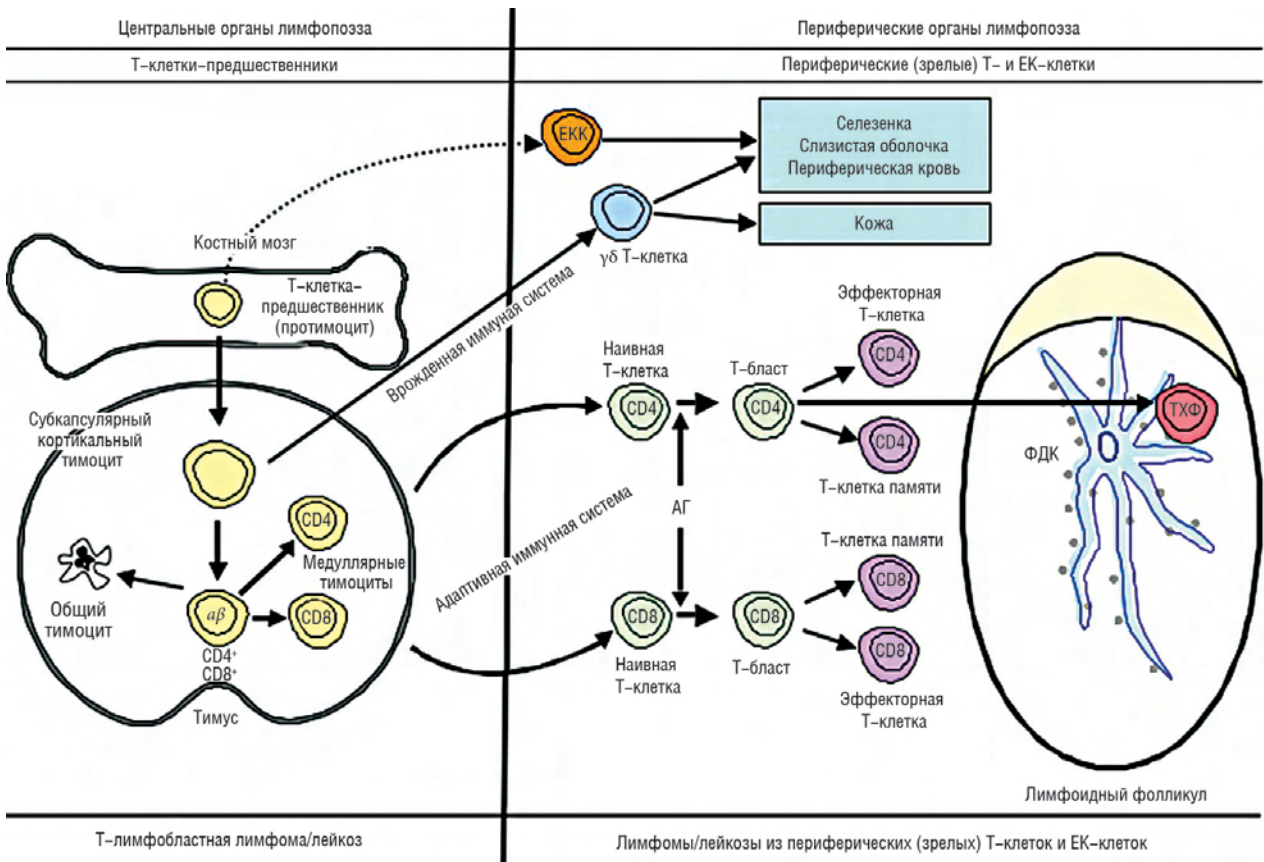 Центральные органы лимфопоэза
Периферические органы лимфопоэза
Т-клетки-предшественники
Периферические (зрелые) Т- и ЕК-клетки
ЕКК
Селезенка
Слизистая оболочка
Периферическая кровь
Кожа
γδ Т-клетка
Костный мозг
Т-клетка-
предшественник
(протимоцит)
Врожденная иммунная система
Субкапсулярный
кортикальный
тимоцит
CD4
Медуллярные
тимоциты
Общий
тимоцит
αβ
CD8
CD4⁺
CD8⁺
Тимус
Адаптивная иммунная система
Наивная
Т-клетка
CD4
Т-бласт
CD4
Эффекторная
Т-клетка
CD4
CD4
Т-клетка памяти
АГ
Т-клетка памяти
CD8
CD8
Наивная
Т-клетка
CD8
Т-бласт
CD8
Эффекторная
Т-клетка
ТХФ
ФДК
Лимфоидный фолликул
Т-лимфобластная лимфома/лейкоз
Лимфомы/лейкозы из периферических (зрелых) Т-клеток и ЕК-клеток